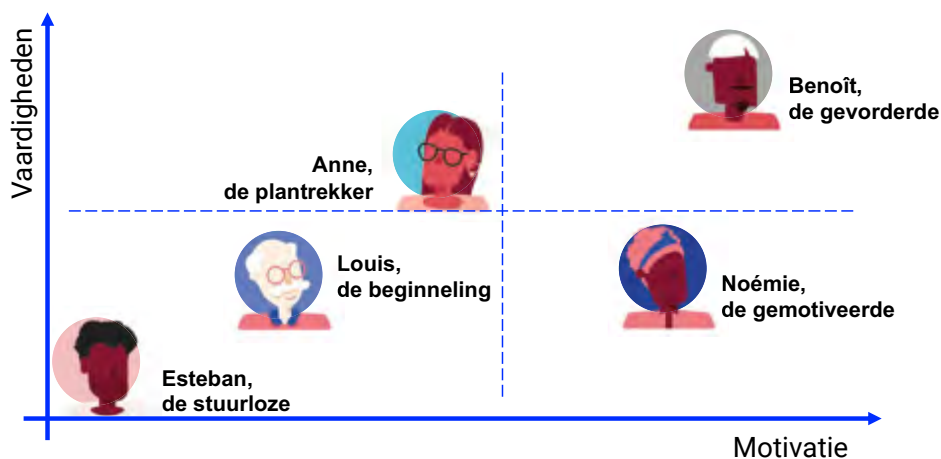 Vaardigheden
Benoît,
de gevorderde
Anne,
de plantrekker
Louis,
de beginneling
Noémie,
de gemotiveerde
Esteban,
de stuurloze
Motivatie